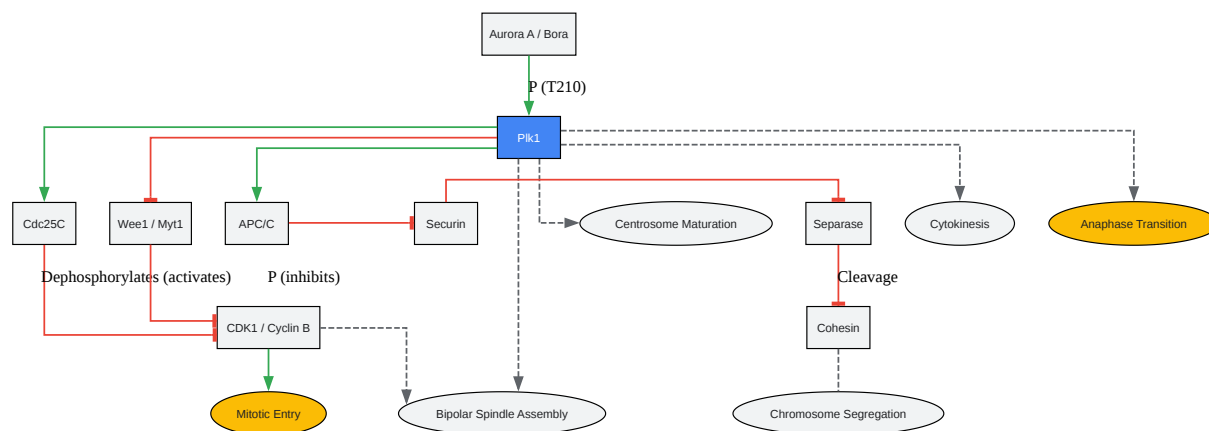 Aurora A / Bora
P (T210)
Plk1
Cdc25C
Wee1 / Myt1
APC/C
Securin
Centrosome Maturation
Separase
Cytokinesis
Anaphase Transition
Dephosphorylates (activates)
P (inhibits)
Cleavage
CDK1 / Cyclin B
Cohesin
Mitotic Entry
Bipolar Spindle Assembly
Chromosome Segregation